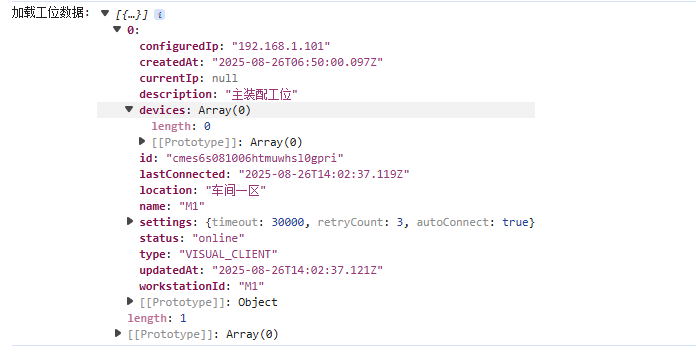 加载工位数据: ▼ [{…}] i
▼ 0:
configuredIp: "192.168.1.101"
createdAt: "2025-08-26T06:50:00.097Z"
currentIp: null
description: "主装配工位"
▼ devices: Array(0)
length: 0
▶ [[Prototype]]: Array(0)
id: "cmes6s081006htmuwhsl0gpri"
lastConnected: "2025-08-26T14:02:37.119Z"
location: "车间一区"
name: "M1"
▶ settings: {timeout: 30000, retryCount: 3, autoConnect: true}
status: "online"
type: "VISUAL_CLIENT"
updatedAt: "2025-08-26T14:02:37.121Z"
workstationId: "M1"
▶ [[Prototype]]: Object
length: 1
▶ [[Prototype]]: Array(0)